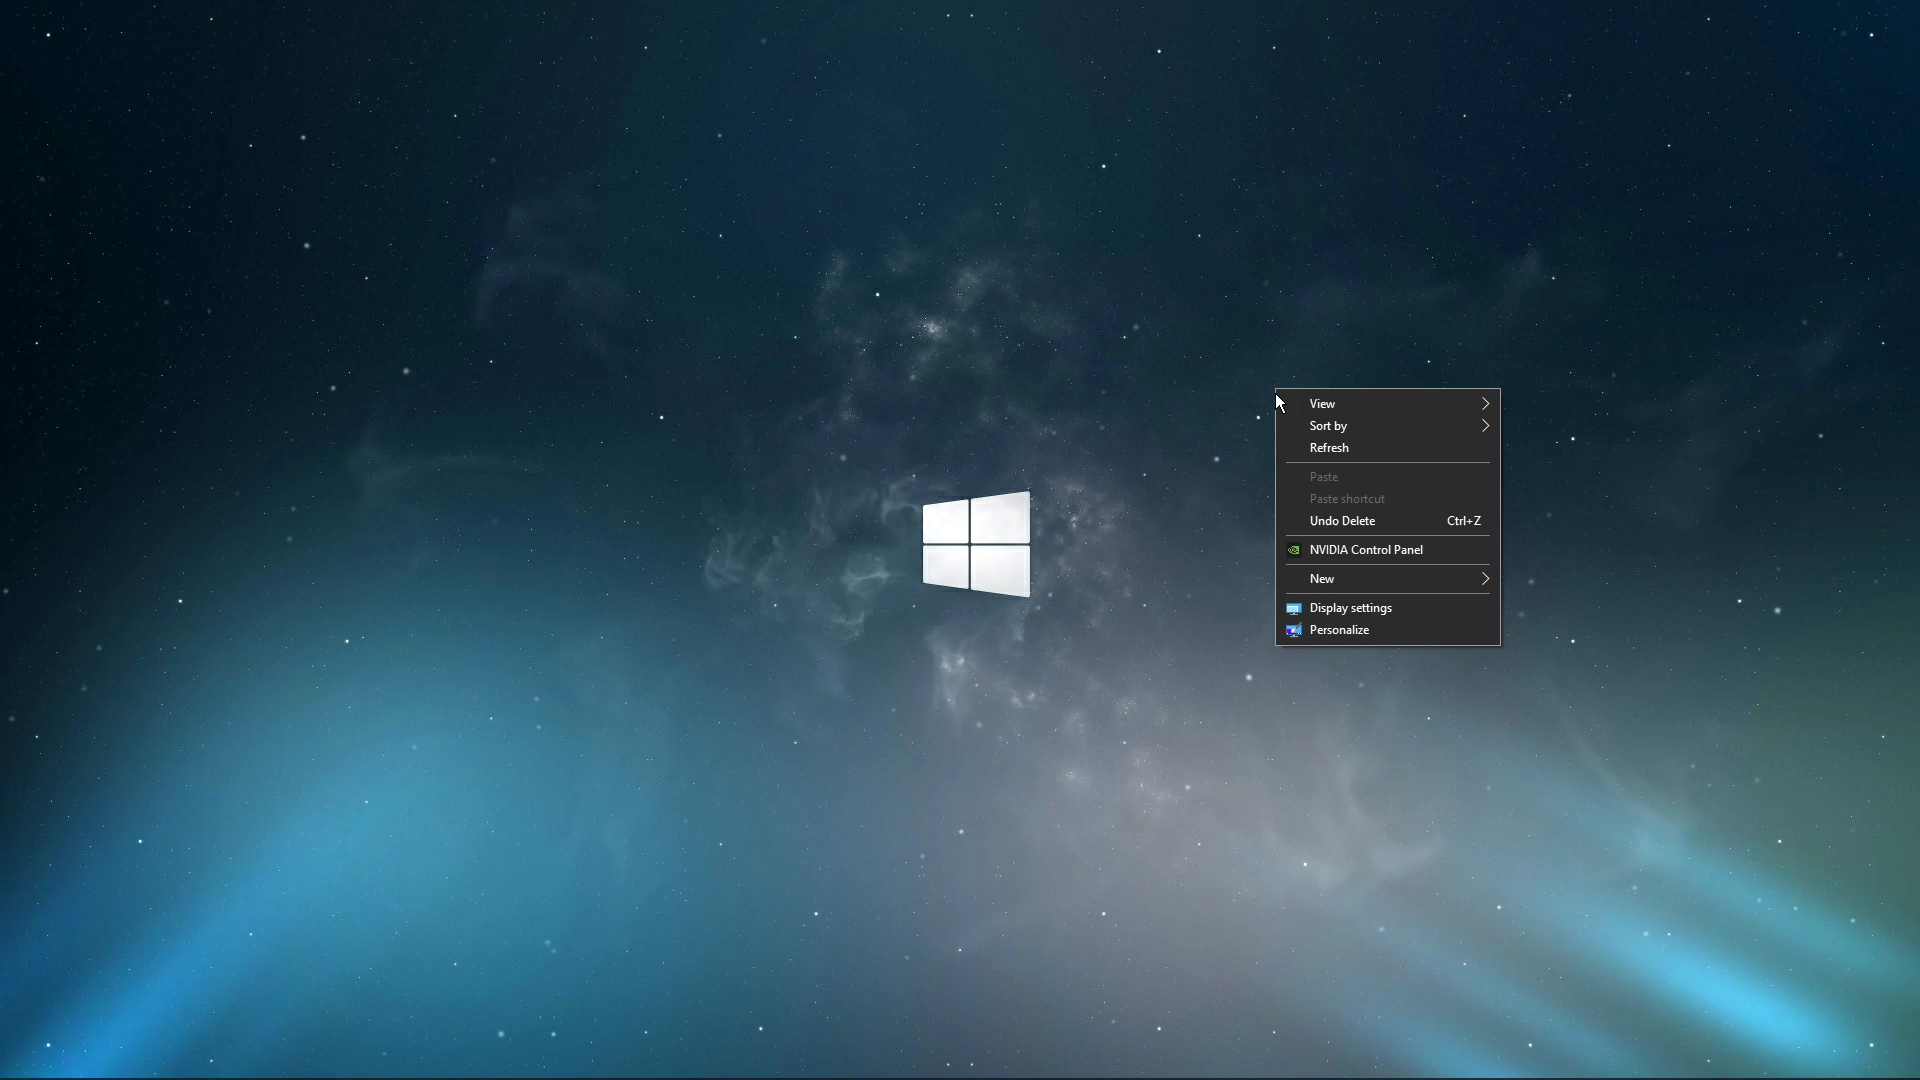 View
Sort by
Refresh
Paste
Paste shortcut
Undo Delete Ctrl+Z
NVIDIA Control Panel
New
Display settings
Personalize